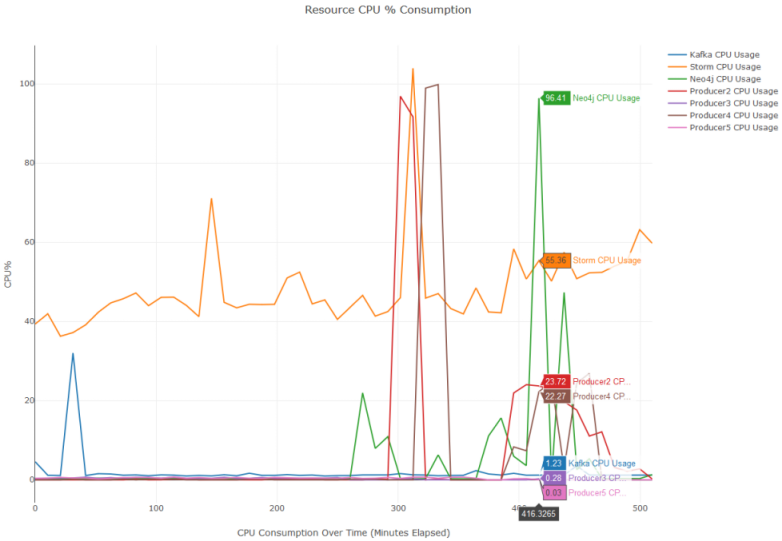 Resource CPU % Consumption
Kafka CPU Usage
Storm CPU Usage
Neo4j CPU Usage
Producer2 CPU Usage
Producer3 CPU Usage
Producer4 CPU Usage
Producer5 CPU Usage
100
80
60
40
20
0
CPU%
96.41 Neo4j CPU Usage
55.36 Storm CPU Usage
23.72 Producer2 CP...
22.27 Producer4 CP...
1.23 Kafka CPU Usage
0.28 Producer3 CP...
0.03 Producer5 CP...
0 100 200 300 500
416.3265
CPU Consumption Over Time (Minutes Elapsed)